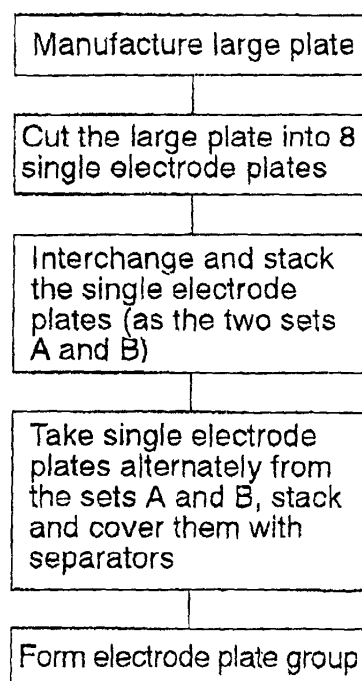 Manufacture large plate
Cut the large plate into 8
single electrode plates
Interchange and stack
the single electrode
plates (as the two sets
A and B)
Take single electrode
plates alternately from
the sets A and B, stack
and cover them with
separators
Form electrode plate group